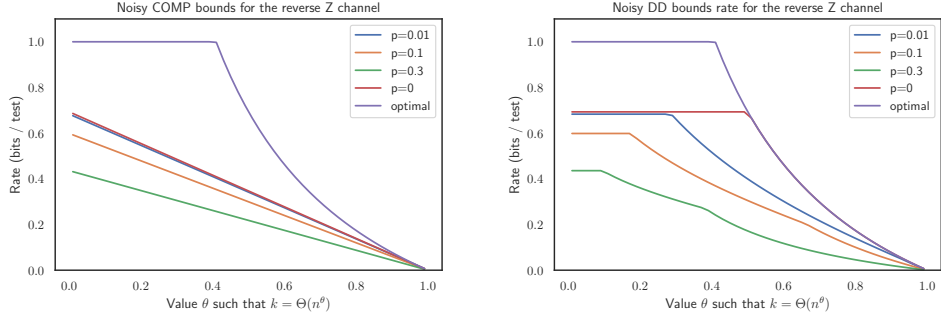 Noisy COMP bounds for the reverse Z channel
Rate (bits / test)
1.0
0.8
0.6
0.4
0.2
0.0
p=0.01
p=0.1
p=0.3
p=0
optimal
0.0 0.2 0.4 0.6 0.8 1.0
Value θ such that k = Θ(n^θ)
Noisy DD bounds rate for the reverse Z channel
Rate (bits / test)
1.0
0.8
0.6
0.4
0.2
0.0
p=0.01
p=0.1
p=0.3
p=0
optimal
0.0 0.2 0.4 0.6 0.8 1.0
Value θ such that k = Θ(n^θ)